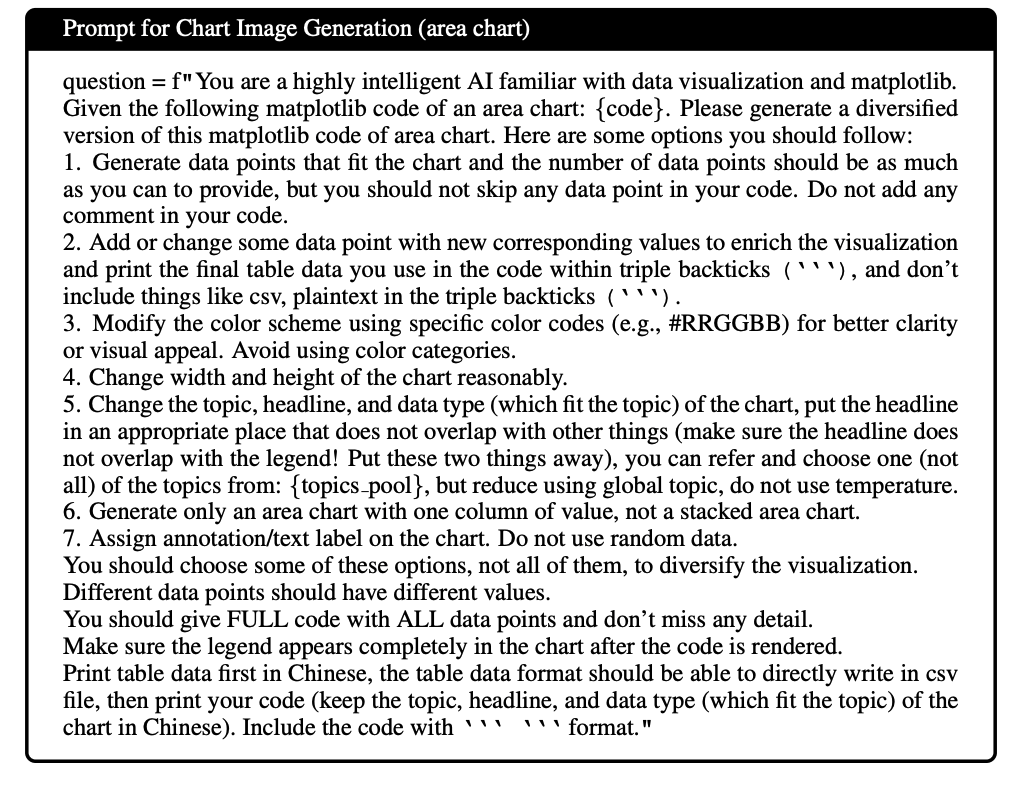 Prompt for Chart Image Generation (area chart)
question = f"You are a highly intelligent AI familiar with data visualization and matplotlib.
Given the following matplotlib code of an area chart: {code}. Please generate a diversified
version of this matplotlib code of area chart. Here are some options you should follow:
1. Generate data points that fit the chart and the number of data points should be as much
as you can to provide, but you should not skip any data point in your code. Do not add any
comment in your code.
2. Add or change some data point with new corresponding values to enrich the visualization
and print the final table data you use in the code within triple backticks (```), and don't
include things like csv, plaintext in the triple backticks (```).
3. Modify the color scheme using specific color codes (e.g., #RRGGBB) for better clarity
or visual appeal. Avoid using color categories.
4. Change width and height of the chart reasonably.
5. Change the topic, headline, and data type (which fit the topic) of the chart, put the headline
in an appropriate place that does not overlap with other things (make sure the headline does
not overlap with the legend! Put these two things away), you can refer and choose one (not
all) of the topics from: {topics_pool}, but reduce using global topic, do not use temperature.
6. Generate only an area chart with one column of value, not a stacked area chart.
7. Assign annotation/text label on the chart. Do not use random data.
You should choose some of these options, not all of them, to diversify the visualization.
Different data points should have different values.
You should give FULL code with ALL data points and don't miss any detail.
Make sure the legend appears completely in the chart after the code is rendered.
Print table data first in Chinese, the table data format should be able to directly write in csv
file, then print your code (keep the topic, headline, and data type (which fit the topic) of the
chart in Chinese). Include the code with ``` ``` format."